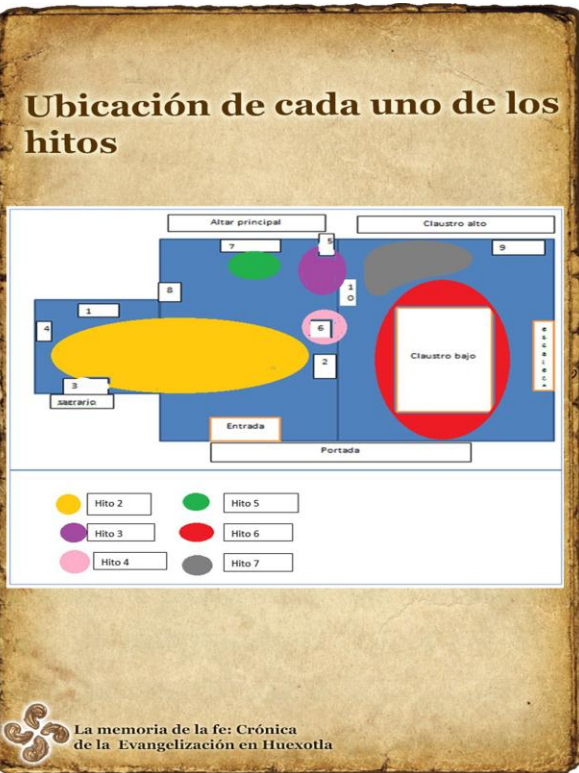 Ubicación de cada uno de los
hitos
Altar principal
Claustro alto
7
5
9
8
1
0
1
4
6
2
3
Claustro bajo
sagrario
Entrada
Portada
Hito 2
Hito 5
Hito 3
Hito 6
Hito 4
Hito 7
La memoria de la fe: Crónica
de la Evangelización en Huexotla